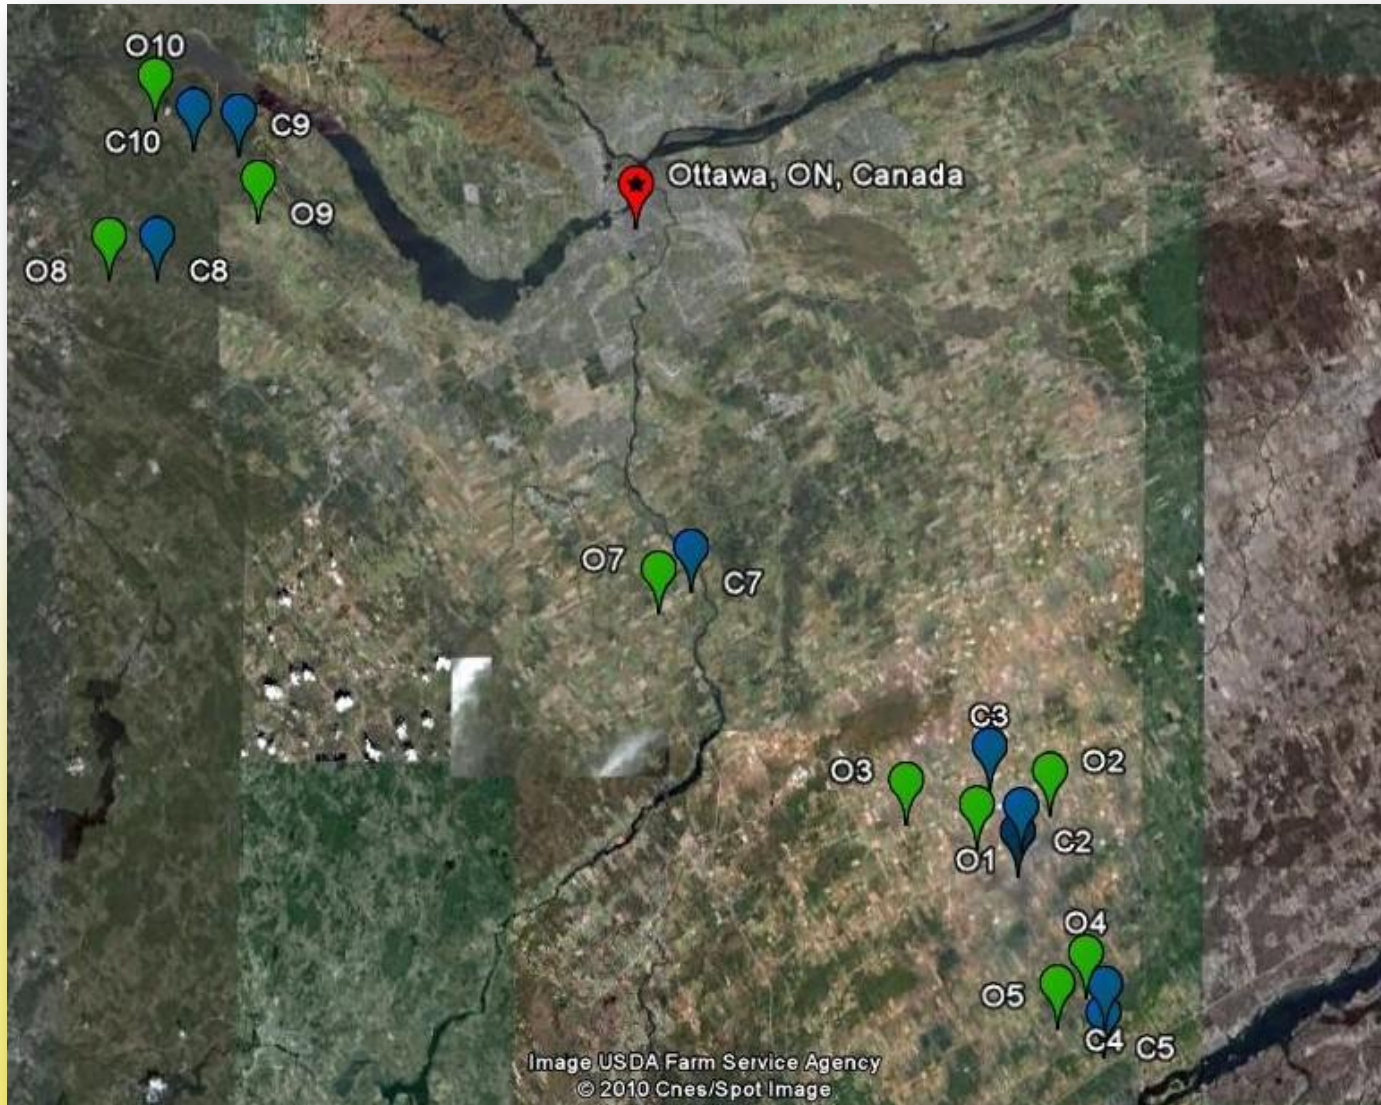 O10
C10
C9
O9
O8
C8
Ottawa, ON, Canada
O7
C7
C3
O3
O2
O1
C2
O4
O5
C4
C5
Image USDA Farm Service Agency
© 2010 Cnes/Spot Image